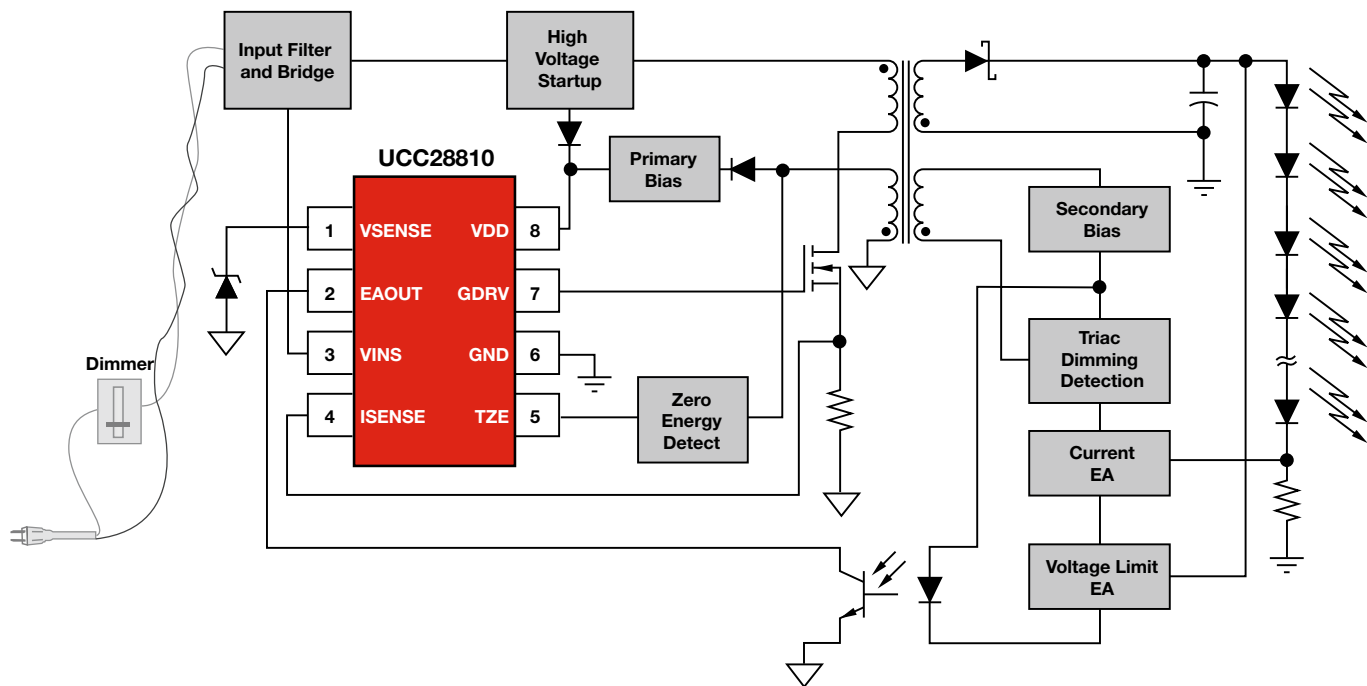 Input Filter
and Bridge
High
Voltage
Startup
UCC28810
Primary
Bias
1 VSENSE VDD 8
2 EAOUT GDRV 7
3 VINS GND 6
4 ISENSE TZE 5
Dimmer
Zero
Energy
Detect
Secondary
Bias
Triac
Dimming
Detection
Current
EA
Voltage Limit
EA